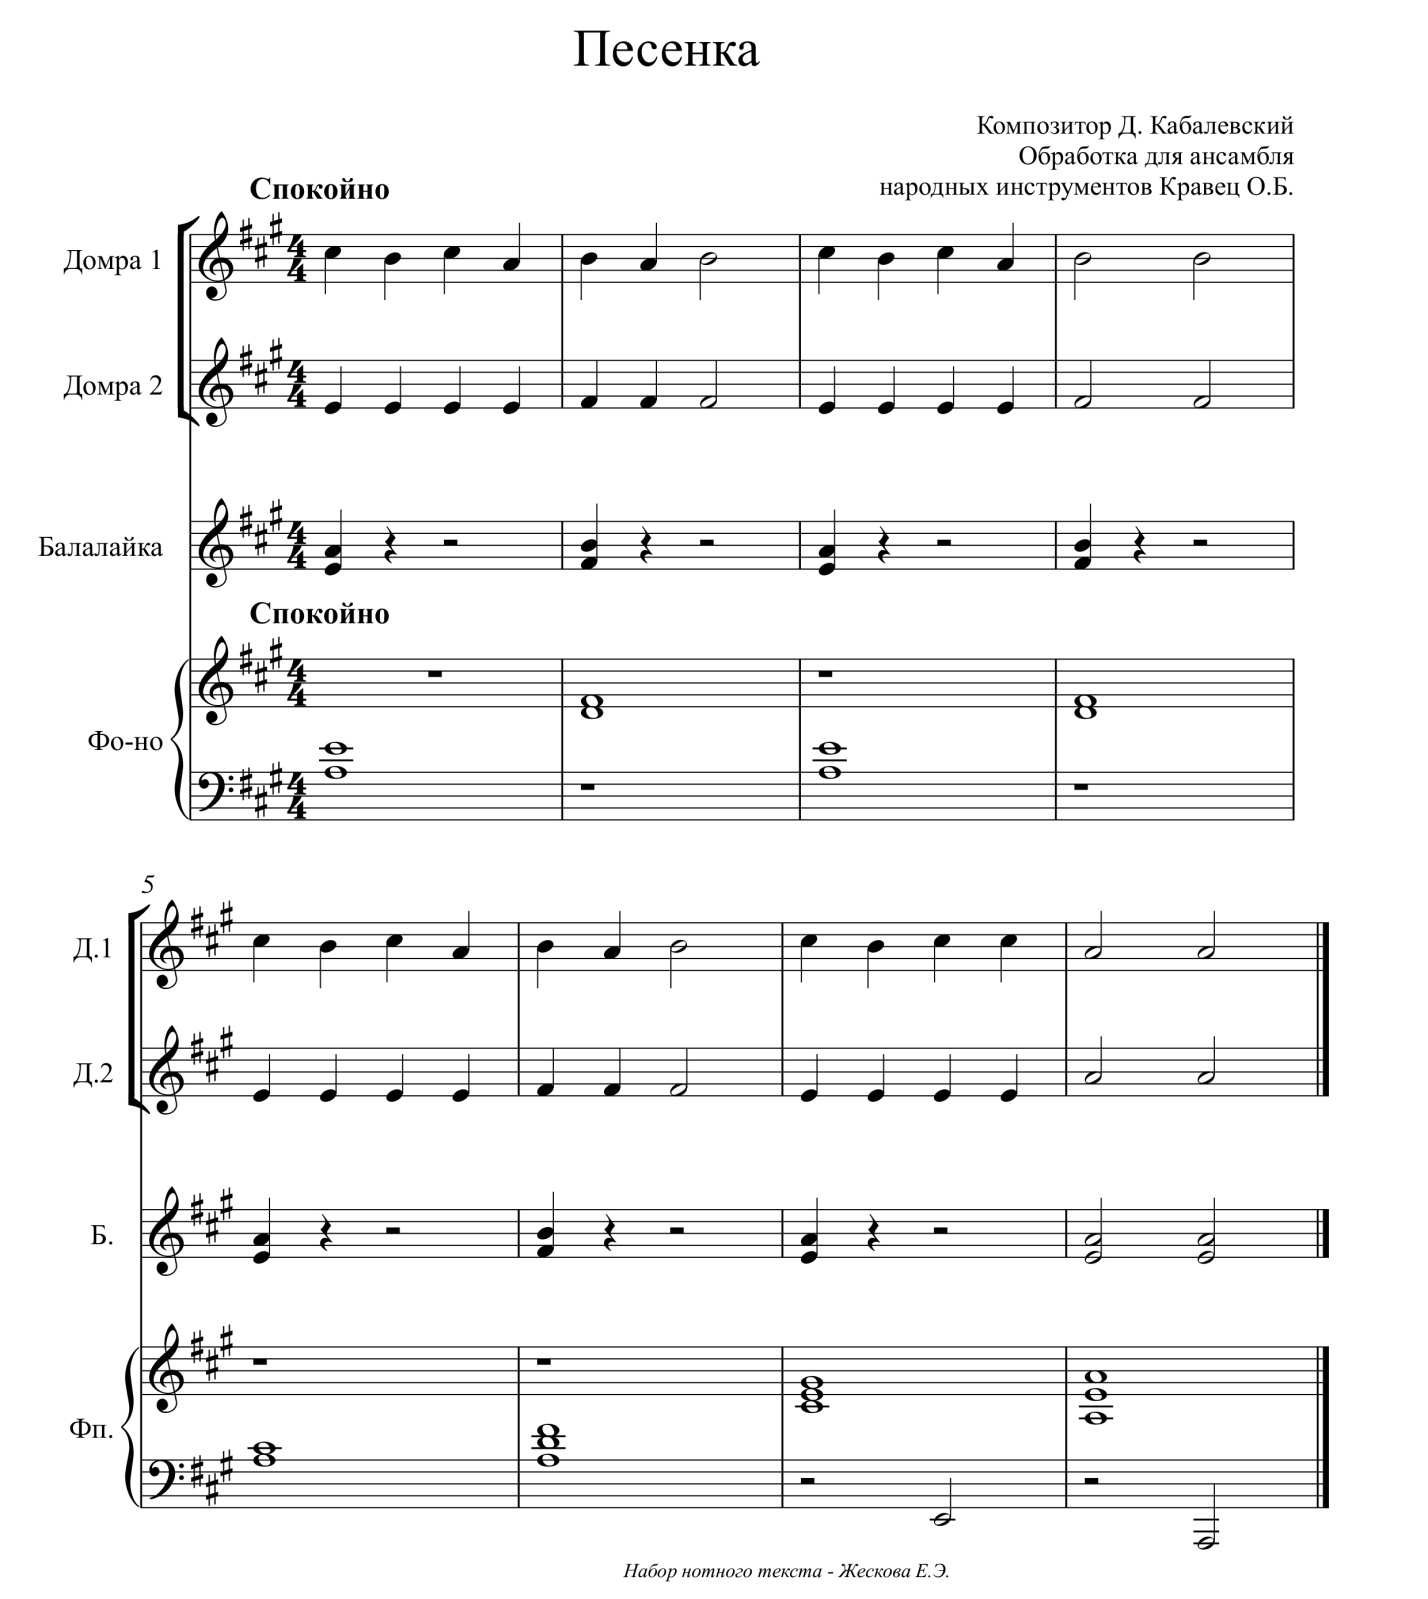 Песенка
Композитор Д. Кабалевский
Обработка для ансамбля
народных инструментов Кравец О.Б.
Спокойно
Домра 1
Домра 2
Балалайка
Спокойно
Фо-но
5
Д.1
Д.2
Б.
Фп.
Набор нотного текста - Жескова Е.Э.